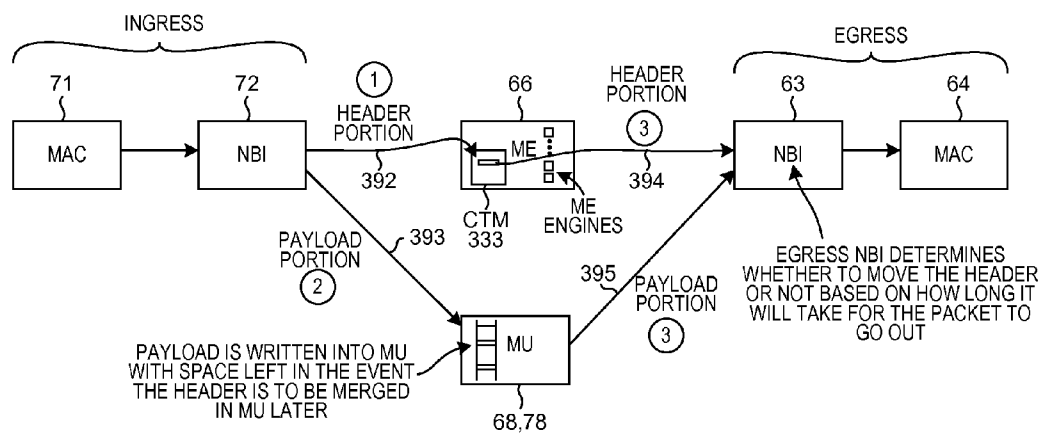 INGRESS
EGRESS
71
72
1
HEADER
PORTION
392
66
HEADER
PORTION
3
394
63
64
MAC
NBI
ME
NBI
MAC
CTM
333
ME
ENGINES
PAYLOAD
PORTION
2
393
395
PAYLOAD
PORTION
3
EGRESS NBI DETERMINES
WHETHER TO MOVE THE HEADER
OR NOT BASED ON HOW LONG IT
WILL TAKE FOR THE PACKET TO
GO OUT
MU
PAYLOAD IS WRITTEN INTO MU
WITH SPACE LEFT IN THE EVENT
THE HEADER IS TO BE MERGED
IN MU LATER
68,78